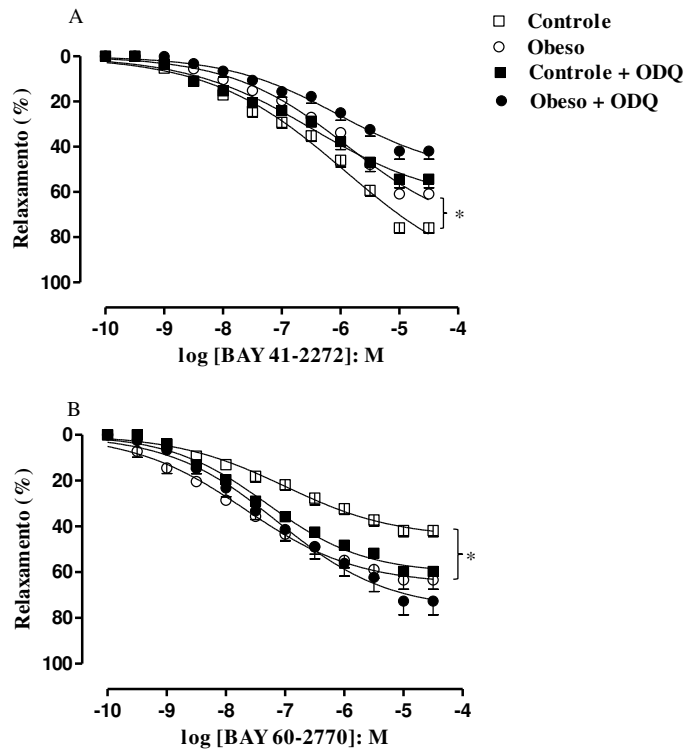 A
Controle
Obeso
Controle + ODQ
Obeso + ODQ
0
20
40
60
80
100
Relaxamento (%)
*
-10 -9 -8 -7 -6 -5 -4
log [BAY 41-2272]: M
B
0
20
40
60
80
100
Relaxamento (%)
*
-10 -9 -8 -7 -6 -5 -4
log [BAY 60-2770]: M